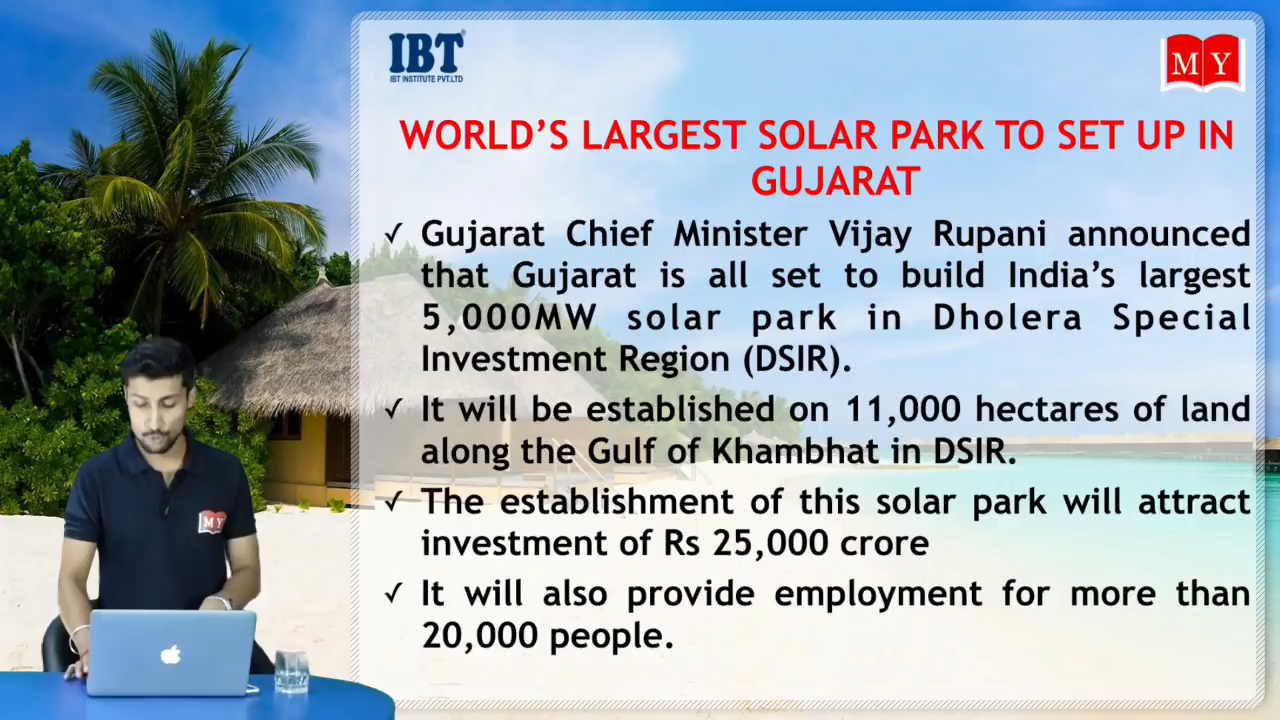 IBT
IBT INSTITUTE PVT.LTD
M Y
WORLD’S LARGEST SOLAR PARK TO SET UP IN
GUJARAT
✓ Gujarat Chief Minister Vijay Rupani announced
that Gujarat is all set to build India’s largest
5,000MW solar park in Dholera Special
Investment Region (DSIR).
✓ It will be established on 11,000 hectares of land
along the Gulf of Khambhat in DSIR.
✓ The establishment of this solar park will attract
investment of Rs 25,000 crore
✓ It will also provide employment for more than
20,000 people.
M Y